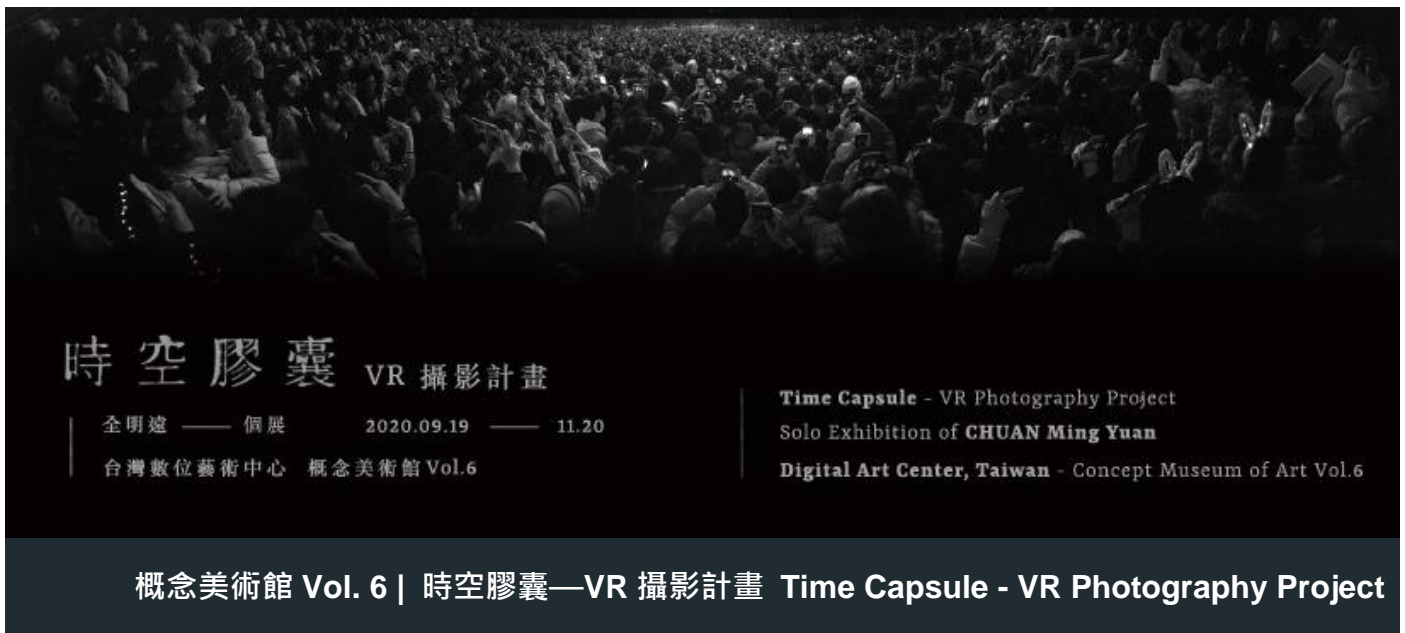 時空膠囊 VR 攝影計畫
全明遠 —— 個展 2020.09.19 —— 11.20
台灣數位藝術中心 概念美術館 Vol.6
Time Capsule - VR Photography Project
Solo Exhibition of CHUAN Ming Yuan
Digital Art Center, Taiwan - Concept Museum of Art Vol.6
概念美術館 Vol. 6 | 時空膠囊—VR 攝影計畫 Time Capsule - VR Photography Project